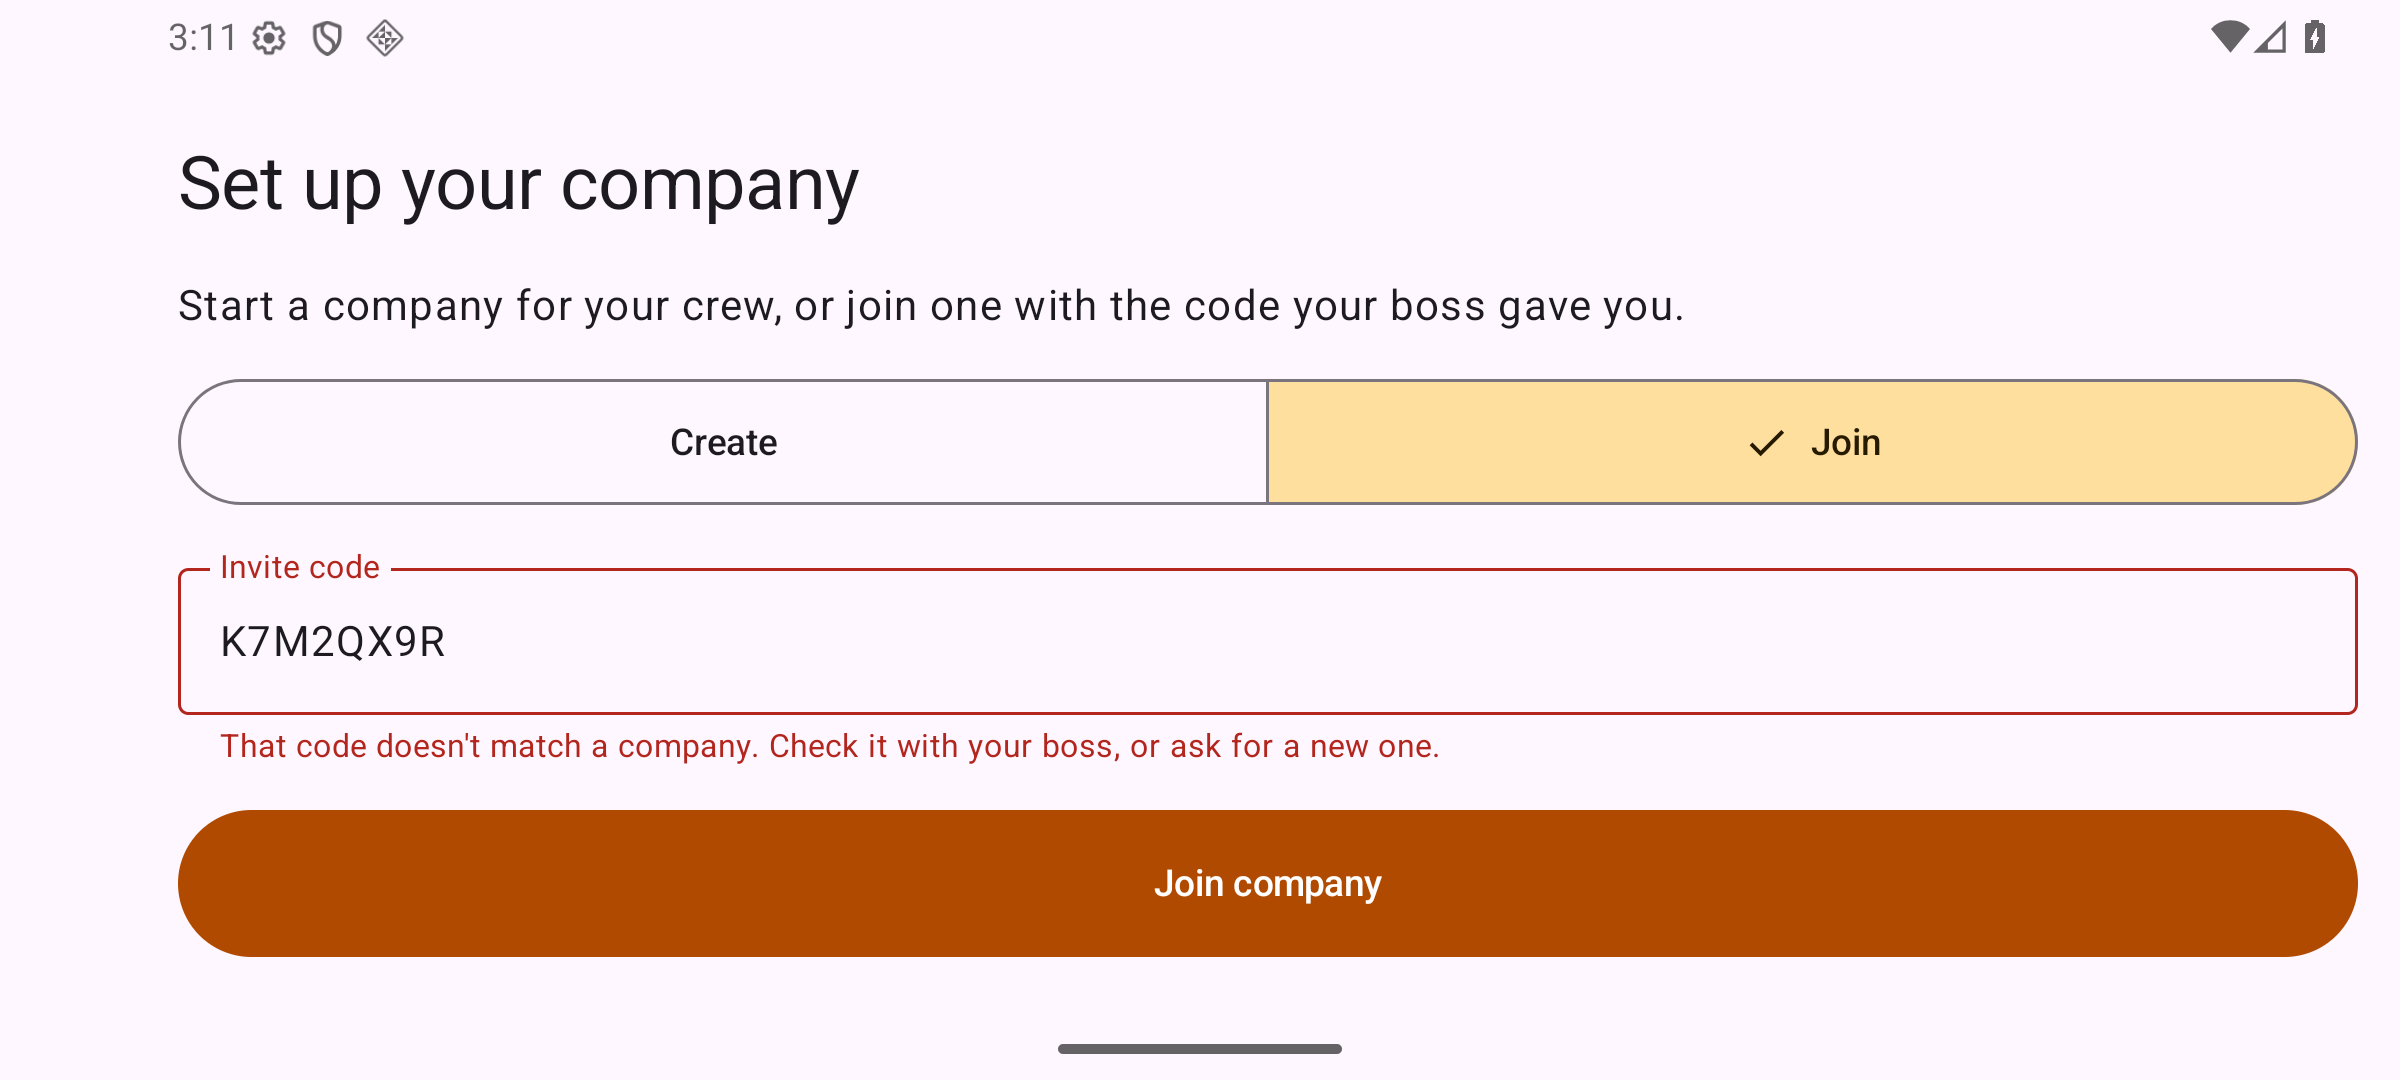 3:11
Set up your company
Start a company for your crew, or join one with the code your boss gave you.
Create
Join
Invite code
K7M2QX9R
That code doesn't match a company. Check it with your boss, or ask for a new one.
Join company